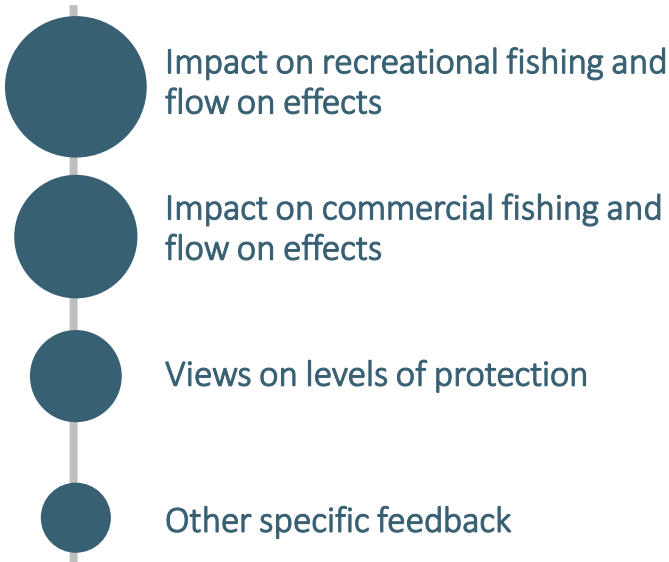 Impact on recreational fishing and
flow on effects
Impact on commercial fishing and
flow on effects
Views on levels of protection
Other specific feedback